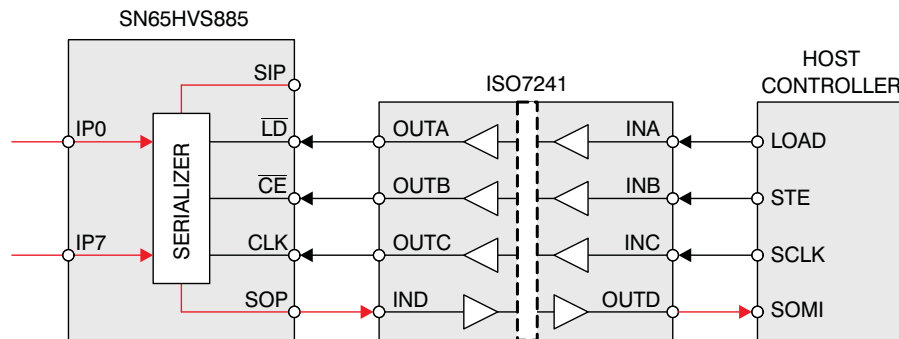 SN65HVS885
SIP
IP0
LD
CE
IP7
CLK
SOP
SERIALIZER
ISO7241
OUTA
INA
OUTB
INB
OUTC
INC
IND
OUTD
HOST
CONTROLLER
LOAD
STE
SCLK
SOMI